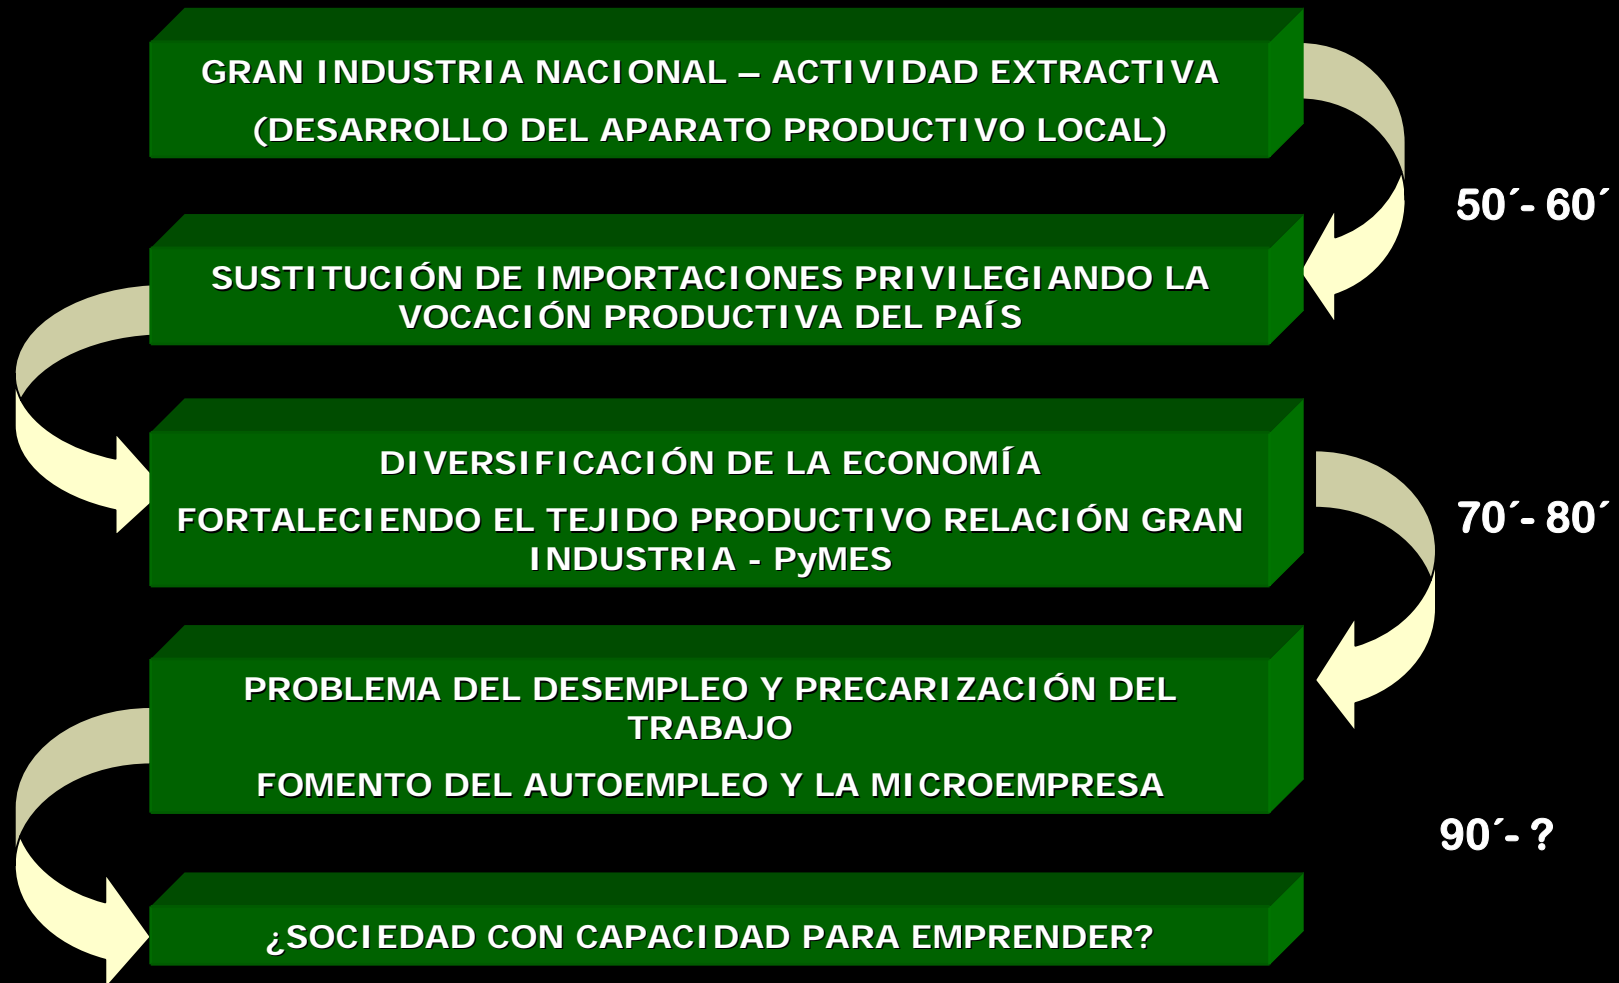 GRAN INDUSTRIA NACIONAL – ACTIVIDAD EXTRACTIVA
(DESARROLLO DEL APARATO PRODUCTIVO LOCAL)
50´- 60´
SUSTITUCIÓN DE IMPORTACIONES PRIVILEGIANDO LA
VOCACIÓN PRODUCTIVA DEL PAÍS
DIVERSIFICACIÓN DE LA ECONOMÍA
70´- 80´
FORTALECIENDO EL TEJIDO PRODUCTIVO RELACIÓN GRAN
INDUSTRIA - PyMES
PROBLEMA DEL DESEMPLEO Y PRECARIZACIÓN DEL
TRABAJO
FOMENTO DEL AUTOEMPLEO Y LA MICROEMPRESA
90´- ?
¿SOCIEDAD CON CAPACIDAD PARA EMPRENDER?